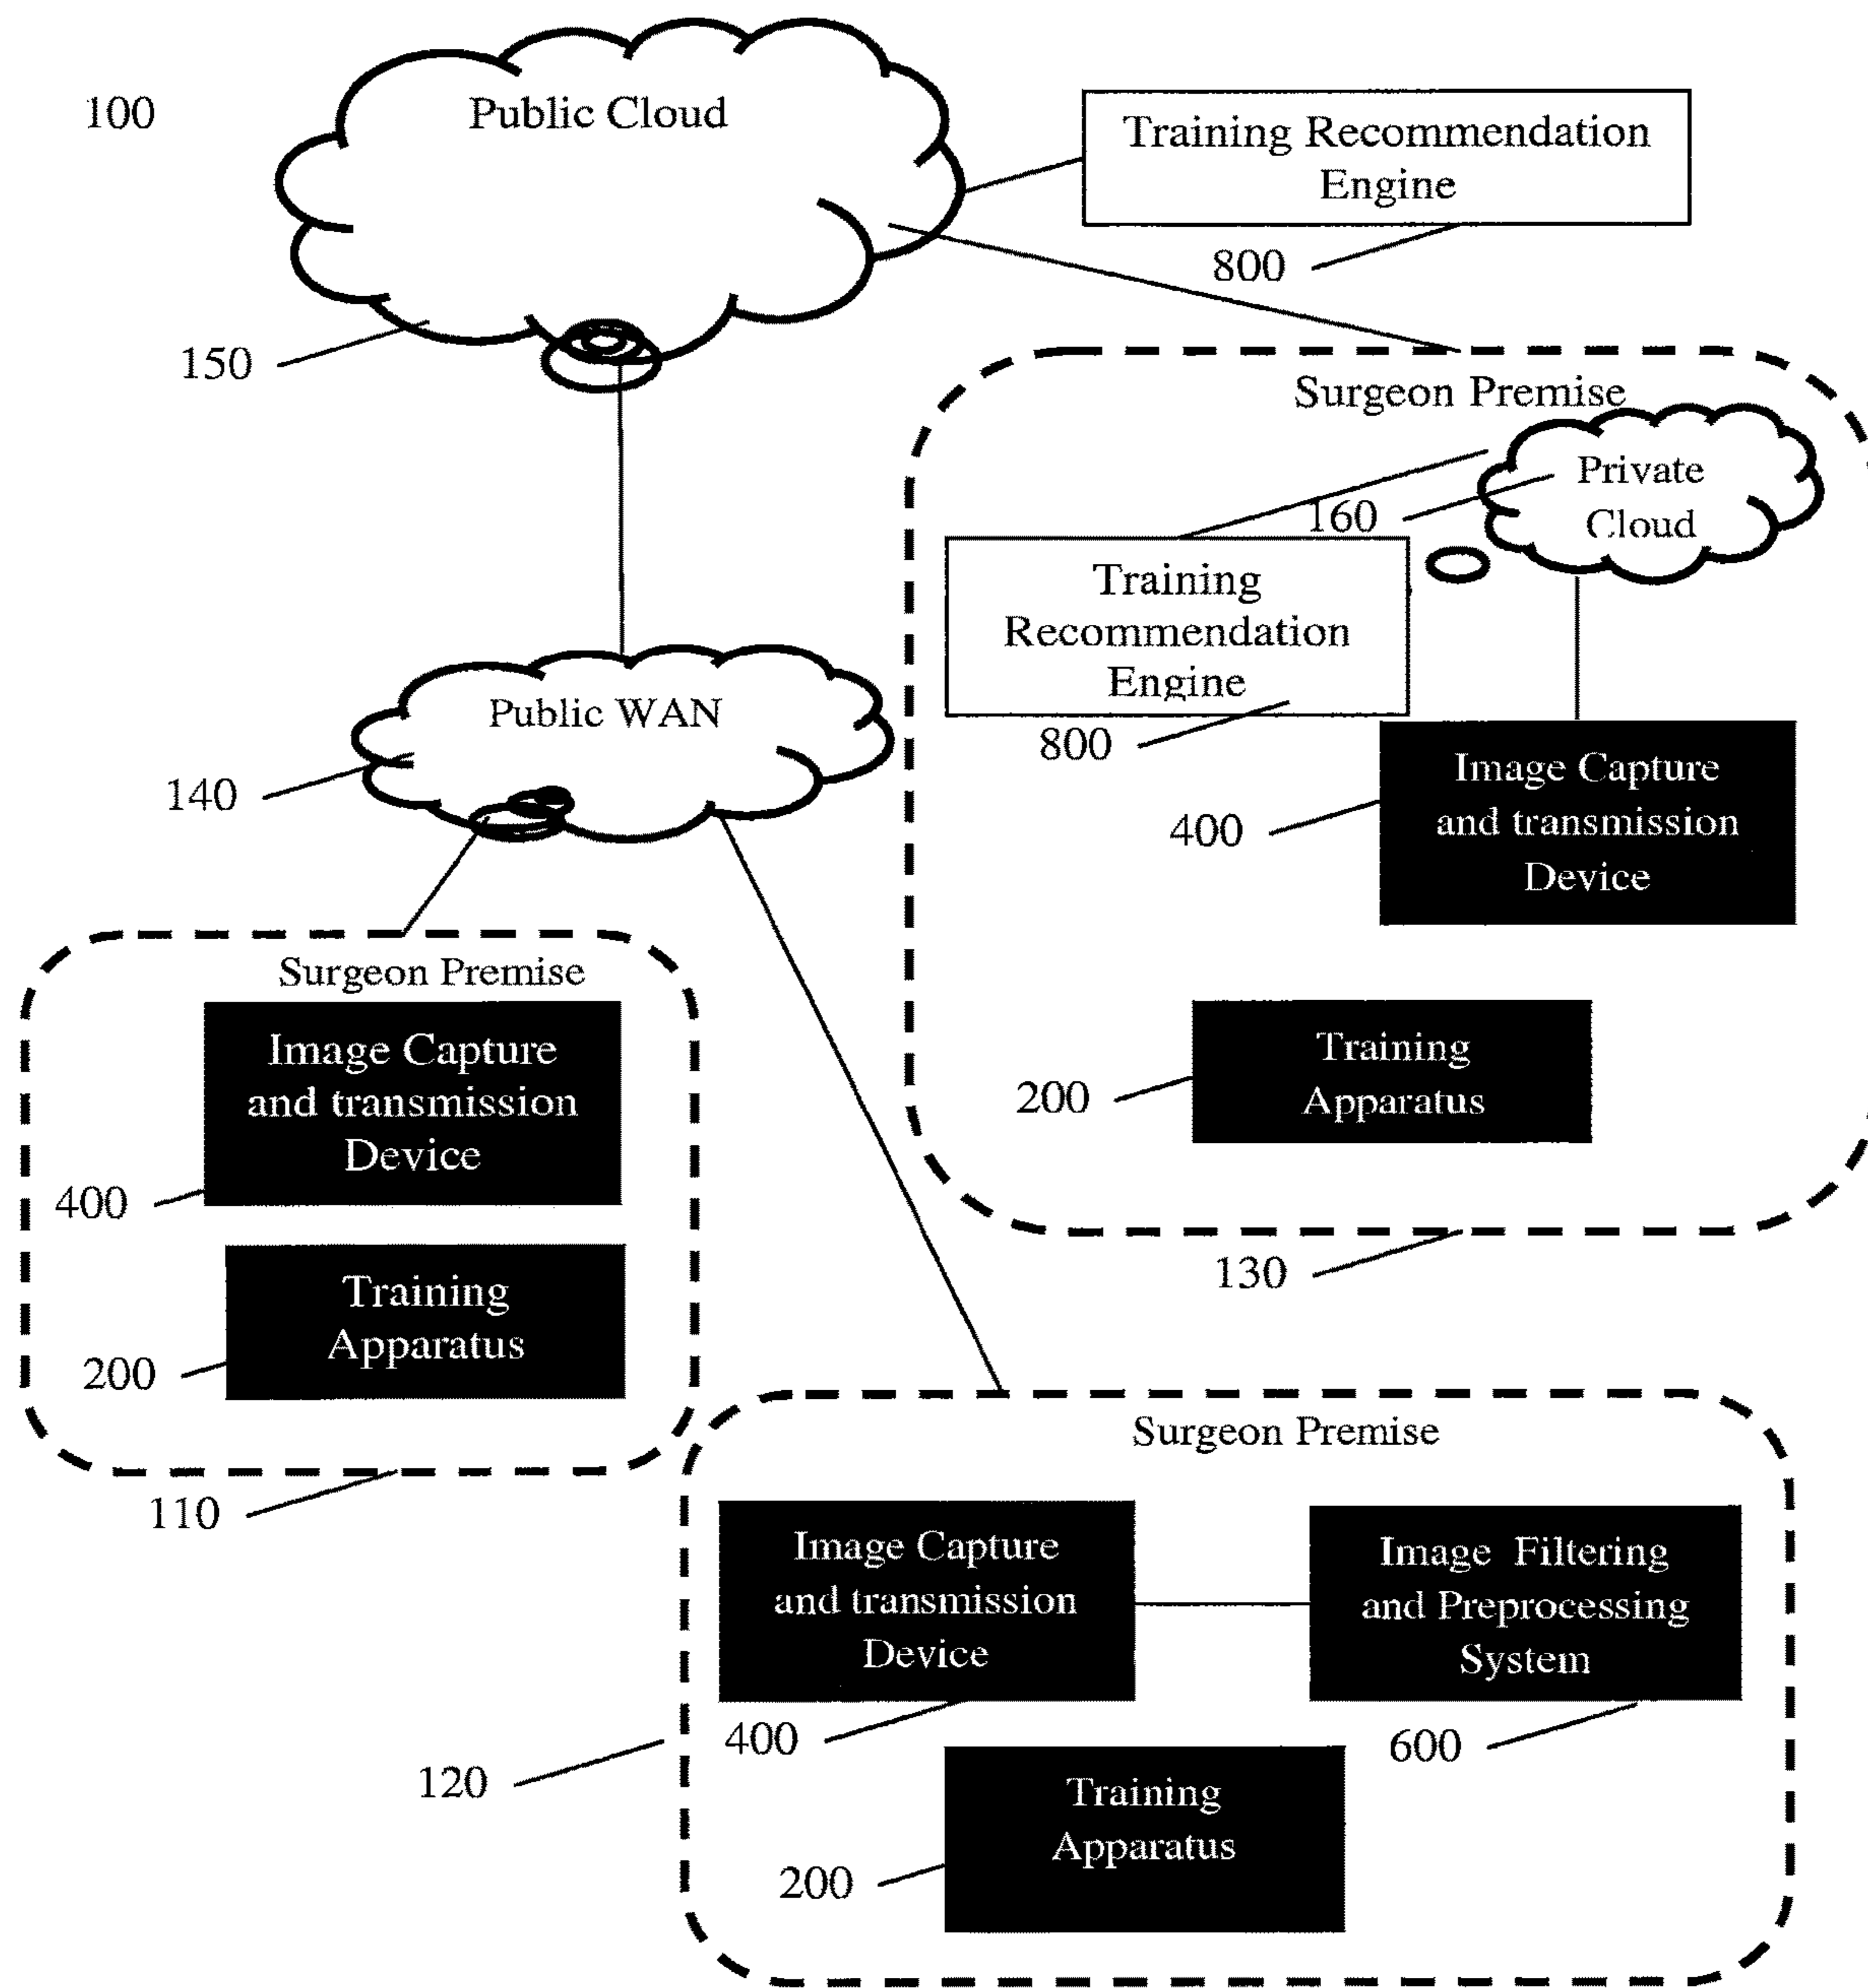 100
Public Cloud
Training Recommendation
Engine
800
150
Surgeon Premise
Private
Cloud
160
Training
Recommendation
Engine
800
Image Capture
and transmission
Device
400
Training
Apparatus
200
130
Public WAN
140
Surgeon Premise
Image Capture
and transmission
Device
400
Training
Apparatus
200
110
Surgeon Premise
Image Capture
and transmission
Device
400
Image Filtering
and Preprocessing
System
600
120
Training
Apparatus
200